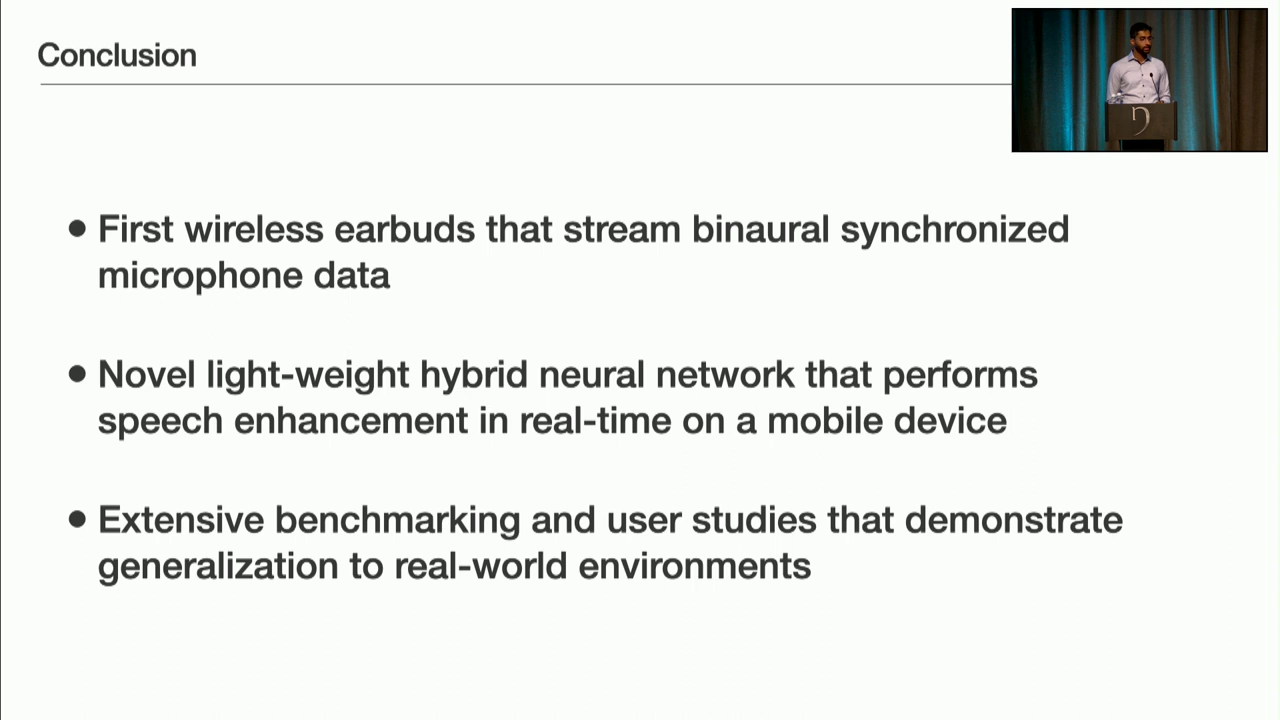 Conclusion
• First wireless earbuds that stream binaural synchronized
microphone data
• Novel light-weight hybrid neural network that performs
speech enhancement in real-time on a mobile device
• Extensive benchmarking and user studies that demonstrate
generalization to real-world environments